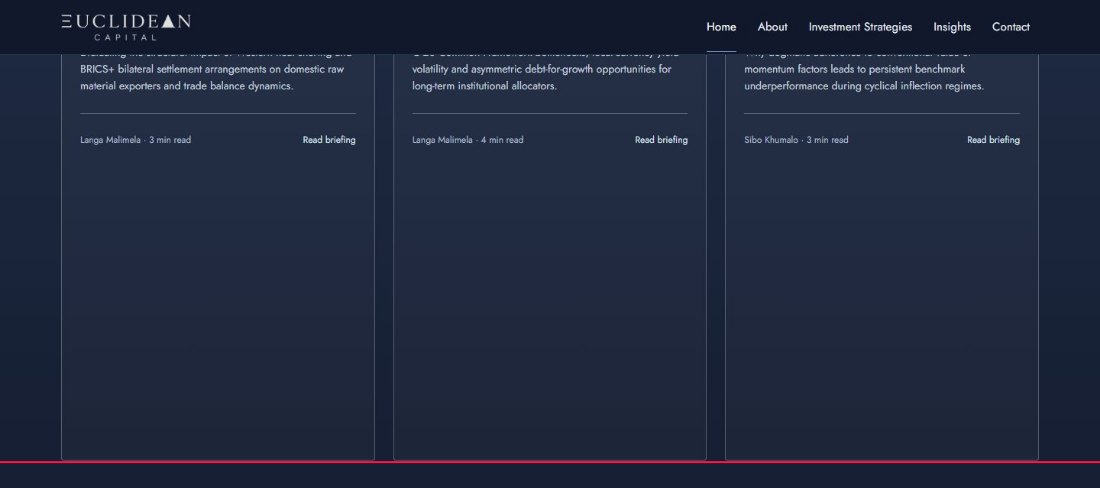 EUCLIDEAN
CAPITAL
Home About Investment Strategies Insights Contact
BRICS+ bilateral settlement arrangements on domestic raw
material exporters and trade balance dynamics.
Langa Malimela · 3 min read Read briefing
volatility and asymmetric debt-for-growth opportunities for
long-term institutional allocators.
Langa Malimela · 4 min read Read briefing
momentum factors leads to persistent benchmark
underperformance during cyclical inflection regimes.
Sibo Khumalo · 3 min read Read briefing